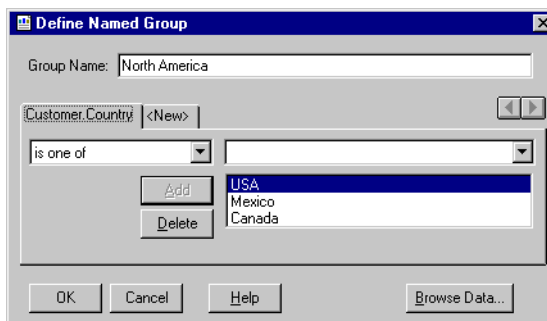 Define Named Group
Group Name: North America
Customer.Country <New>
is one of
Add
USA
Mexico
Delete
Canada
OK Cancel Help Browse Data...